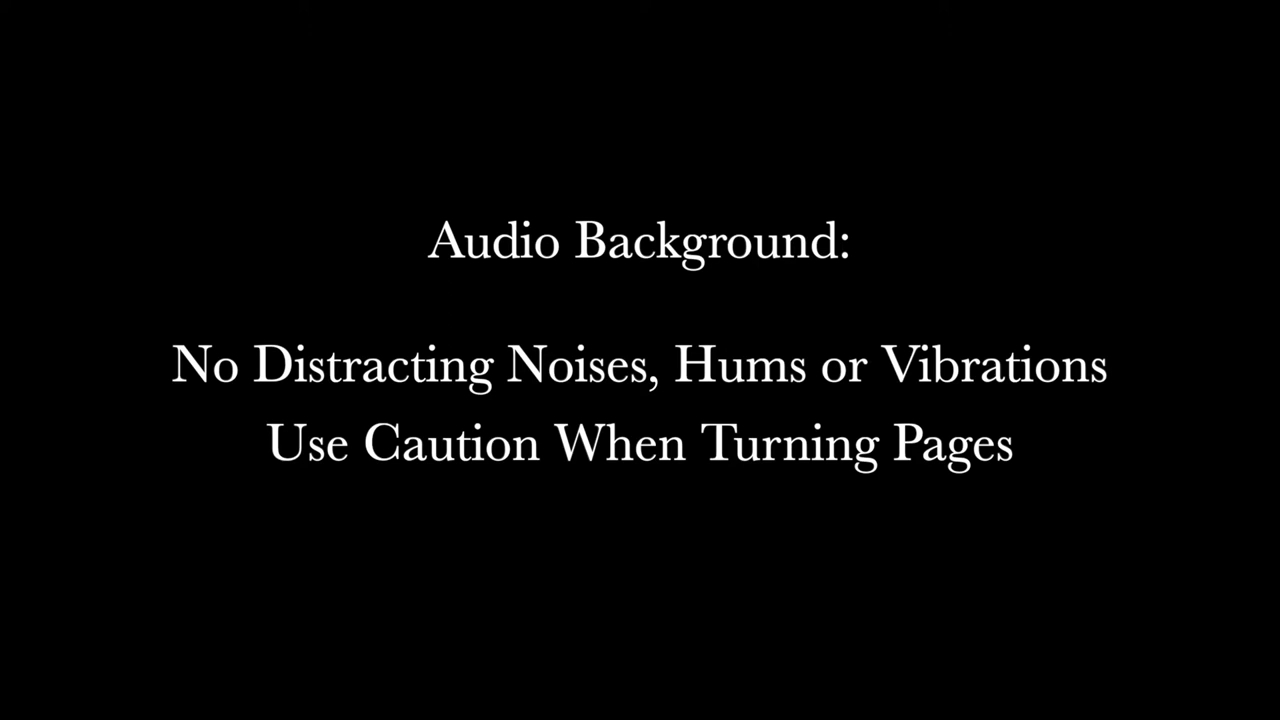 Audio Background:
No Distracting Noises, Hums or Vibrations
Use Caution When Turning Pages